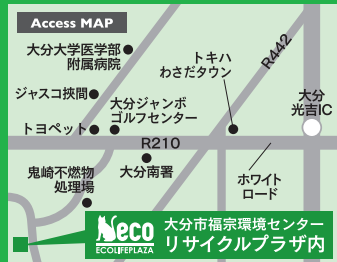 Access MAP
大分大学医学部
附属病院
トキハ
わさだタウン
R442
ジャスコ挾間
大分
光吉IC
大分ジャンボ
ゴルフセンター
トヨペット
R210
大分南署
ホワイト
ロード
鬼崎不燃物
処理場
eco
ECOLIFEPLAZA
大分市福宗環境センター
リサイクルプラザ内